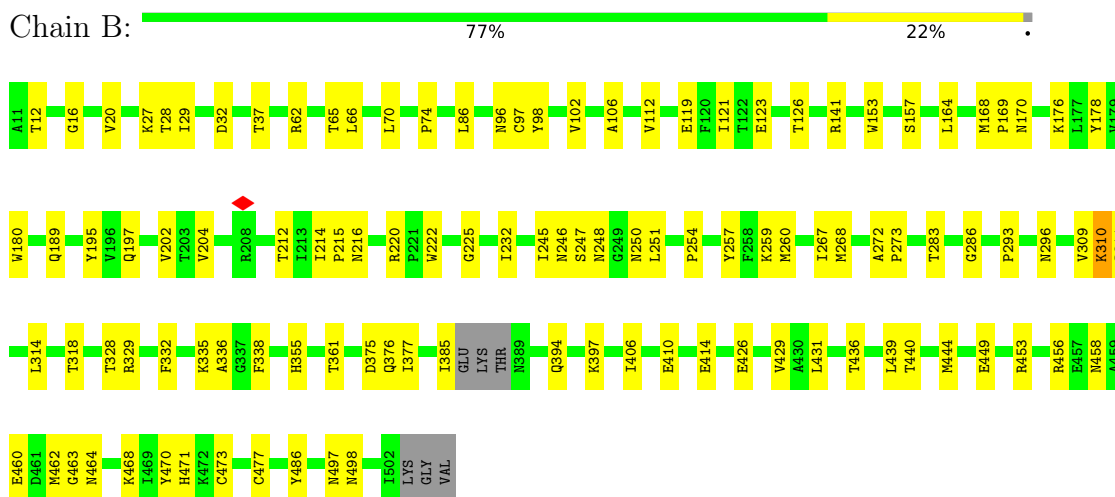 Chain B:
77% 22% •
A11 T12 G16 V20 K27 T28 I29 D32 T37 R62 T65 L66 L70 P74 L86 N96 C97 Y98 V102 A106 V112 E119 F120 I121 T122 E123 T126 R141 W153 S157 L164 M168 P169 N170 K176 L177 Y178
W180 Q189 Y195 V196 Q197 V202 T203 V204 R208 T212 I213 I214 P215 N216 R220 P221 W222 G225 I232 I245 N246 S247 N248 G249 N250 L251 P254 Y257 F258 K259 M260 I267 M268 A272 P273 T283 G286 P293 N296 V309 K310
L314 T318 T328 R329 F332 K335 A336 G337 F338 H355 T361 D375 Q376 I377 I385 GLU LYS THR N389 Q394 K397 I406 E410 E414 E426 V429 A430 L431 T436 L439 T440 M444 E449 R453 R456 E457 N458
E460 D461 M462 G463 N464 K468 I469 Y470 H471 K472 C473 C477 Y486 N497 N498 I502 LYS GLY VAL